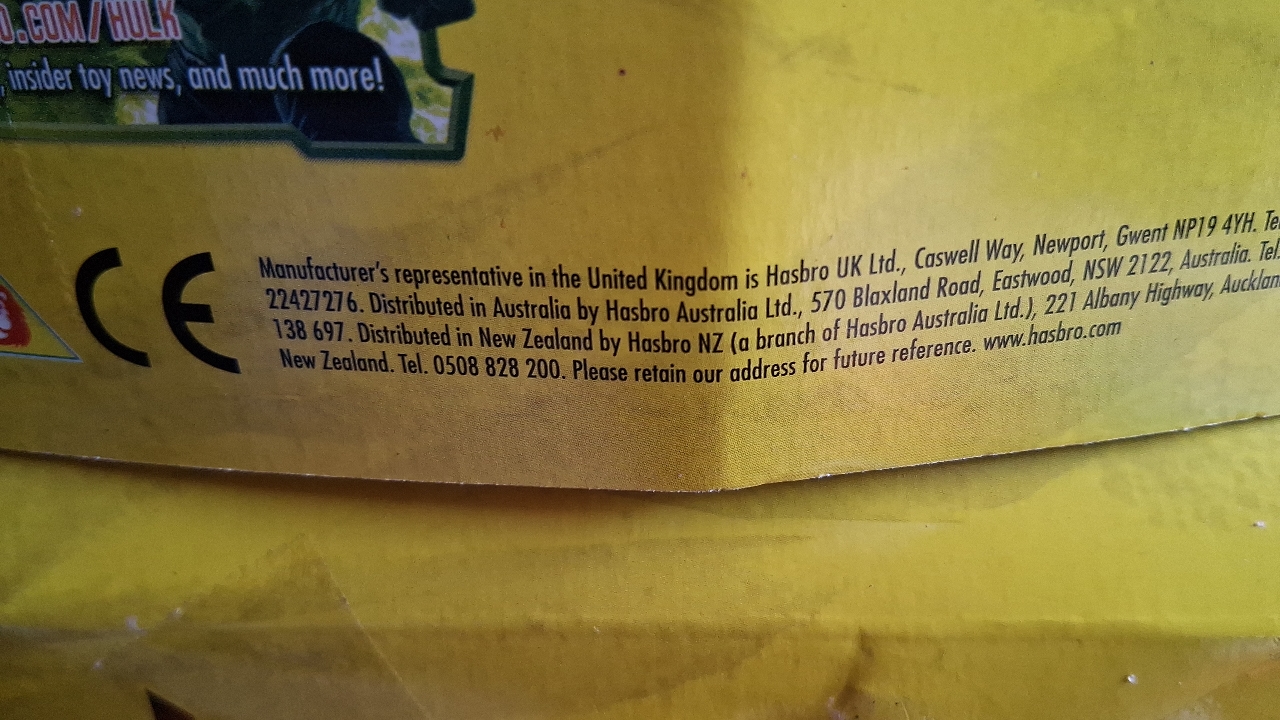 O.COM/HULK
, insider toy news, and much more!
CE
Manufacturer's representative in the United Kingdom is Hasbro UK Ltd., Caswell Way, Newport, Gwent NP19 4YH. Te
22427276. Distributed in Australia by Hasbro Australia Ltd., 570 Blaxland Road, Eastwood, NSW 2122, Australia. Tel.
138 697. Distributed in New Zealand by Hasbro NZ (a branch of Hasbro Australia Ltd.), 221 Albany Highway, Aucklan
New Zealand. Tel. 0508 828 200. Please retain our address for future reference. www.hasbro.com